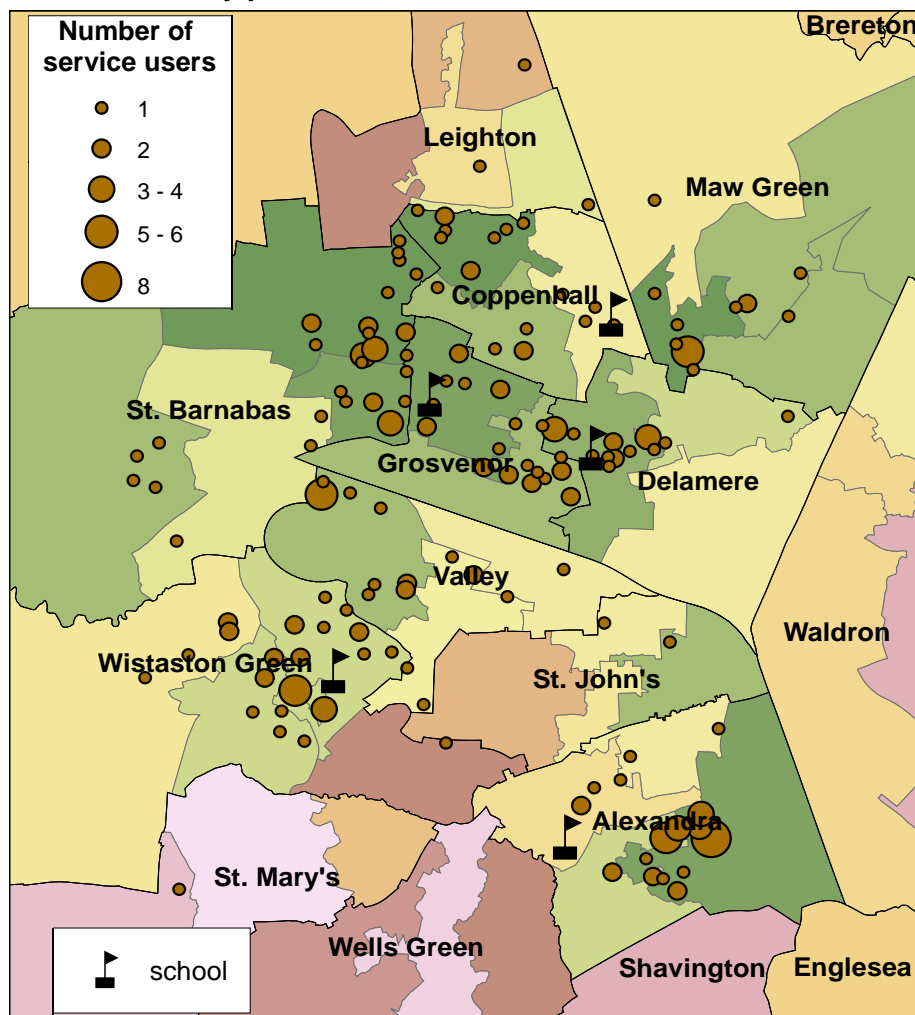 Number of
service users
1
2
3 - 4
5 - 6
8
Brereton
Leighton
Maw Green
Coppenhall
St. Barnabas
Grosvenor
Delamere
Valley
Waldron
Wistaston Green
St. John's
Alexandra
St. Mary's
Wells Green
Shavington
Englesea
school